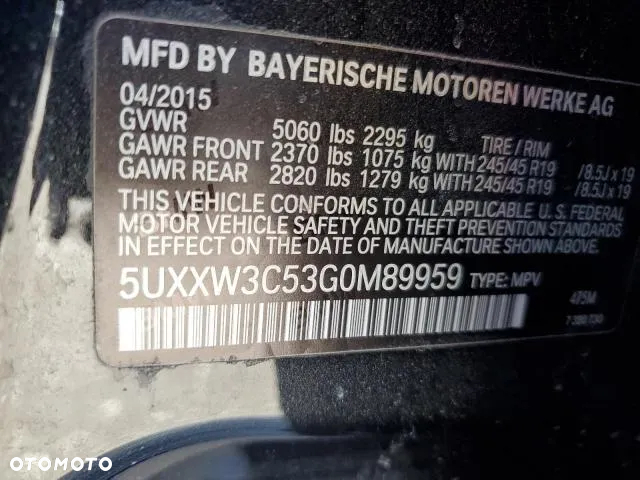 MFD BY BAYERISCHE MOTOREN WERKE AG
04/2015
GVWR 5060 lbs 2295 kg TIRE / RIM
GAWR FRONT 2370 lbs 1075 kg WITH 245/45 R19 /8.5J x 19
GAWR REAR 2820 lbs 1279 kg WITH 245/45 R19 /8.5J x 19
THIS VEHICLE CONFORMS TO ALL APPLICABLE U. S. FEDERAL
MOTOR VEHICLE SAFETY AND THEFT PREVENTION STANDARDS
IN EFFECT ON THE DATE OF MANUFACTURE SHOWN ABOVE.
5UXXW3C53G0M89959 TYPE: MPV
475M
OTOMOTO